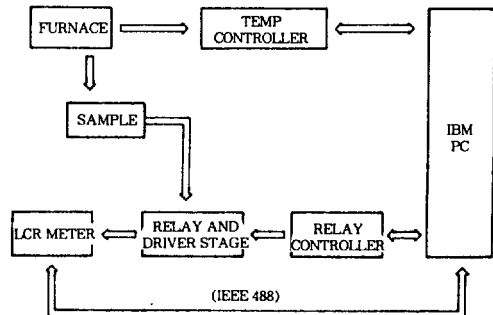 FURNACE
TEMP
CONTROLLER
SAMPLE
IBM
PC
LCR METER
RELAY AND
DRIVER STAGE
RELAY
CONTROLLER
(IEEE 488)